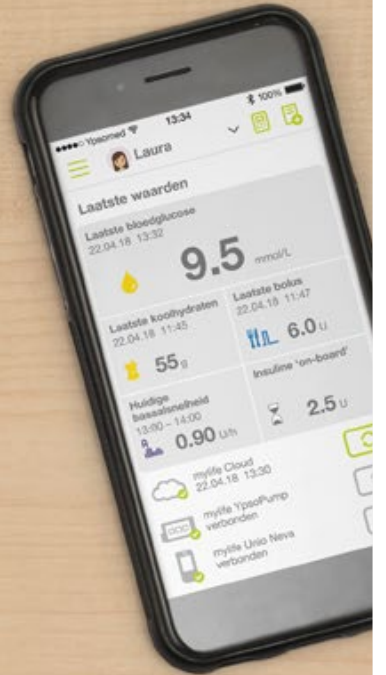 Ypsomed 13:34 100%
Laura
Laatste waarden
Laatste bloedglucose
22.04.18 13:32
9.5 mmol/L
Laatste koolhydraten
22.04.18 11:45
55 g
Laatste bolus
22.04.18 11:47
6.0 U
Huidige
basaalsnelheid
13:00 – 14:00
0.90 U/h
Insuline 'on-board'
2.5 U
mylife Cloud
22.04.18 13:30
mylife YpsoPump
verbonden
mylife Unio Neva
verbonden